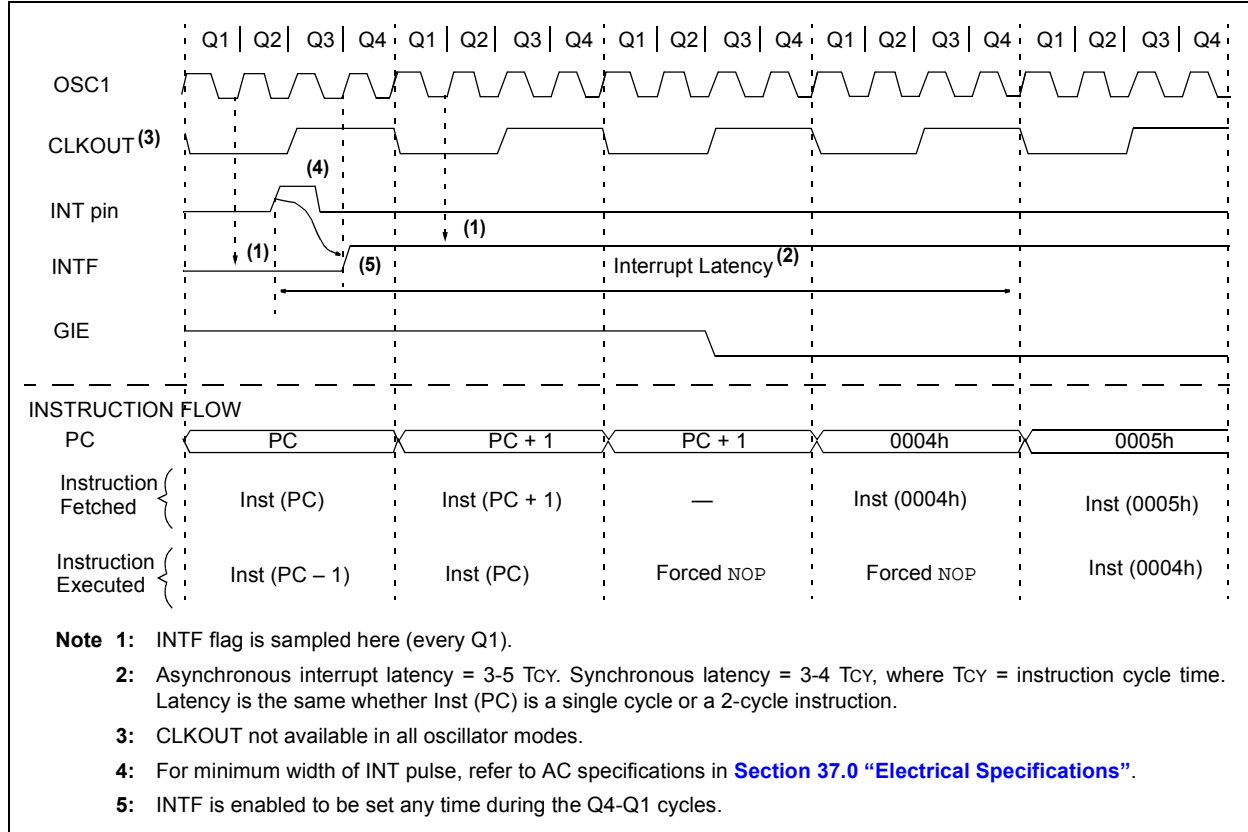 Q1 | Q2 | Q3 | Q4 Q1 | Q2 | Q3 | Q4 Q1 | Q2 | Q3 | Q4 Q1 | Q2 | Q3 | Q4 Q1 | Q2 | Q3 | Q4
OSC1
CLKOUT (3)
(4)
INT pin
(1)
(1)
INTF
(5)
Interrupt Latency (2)
GIE
INSTRUCTION FLOW
PC PC PC + 1 PC + 1 0004h 0005h
Instruction
Fetched
Inst (PC) Inst (PC + 1) — Inst (0004h) Inst (0005h)
Instruction
Executed
Inst (PC – 1) Inst (PC) Forced NOP Forced NOP Inst (0004h)
Note 1: INTF flag is sampled here (every Q1).
2: Asynchronous interrupt latency = 3-5 TCY. Synchronous latency = 3-4 TCY, where TCY = instruction cycle time.
Latency is the same whether Inst (PC) is a single cycle or a 2-cycle instruction.
3: CLKOUT not available in all oscillator modes.
4: For minimum width of INT pulse, refer to AC specifications in Section 37.0 “Electrical Specifications”.
5: INTF is enabled to be set any time during the Q4-Q1 cycles.